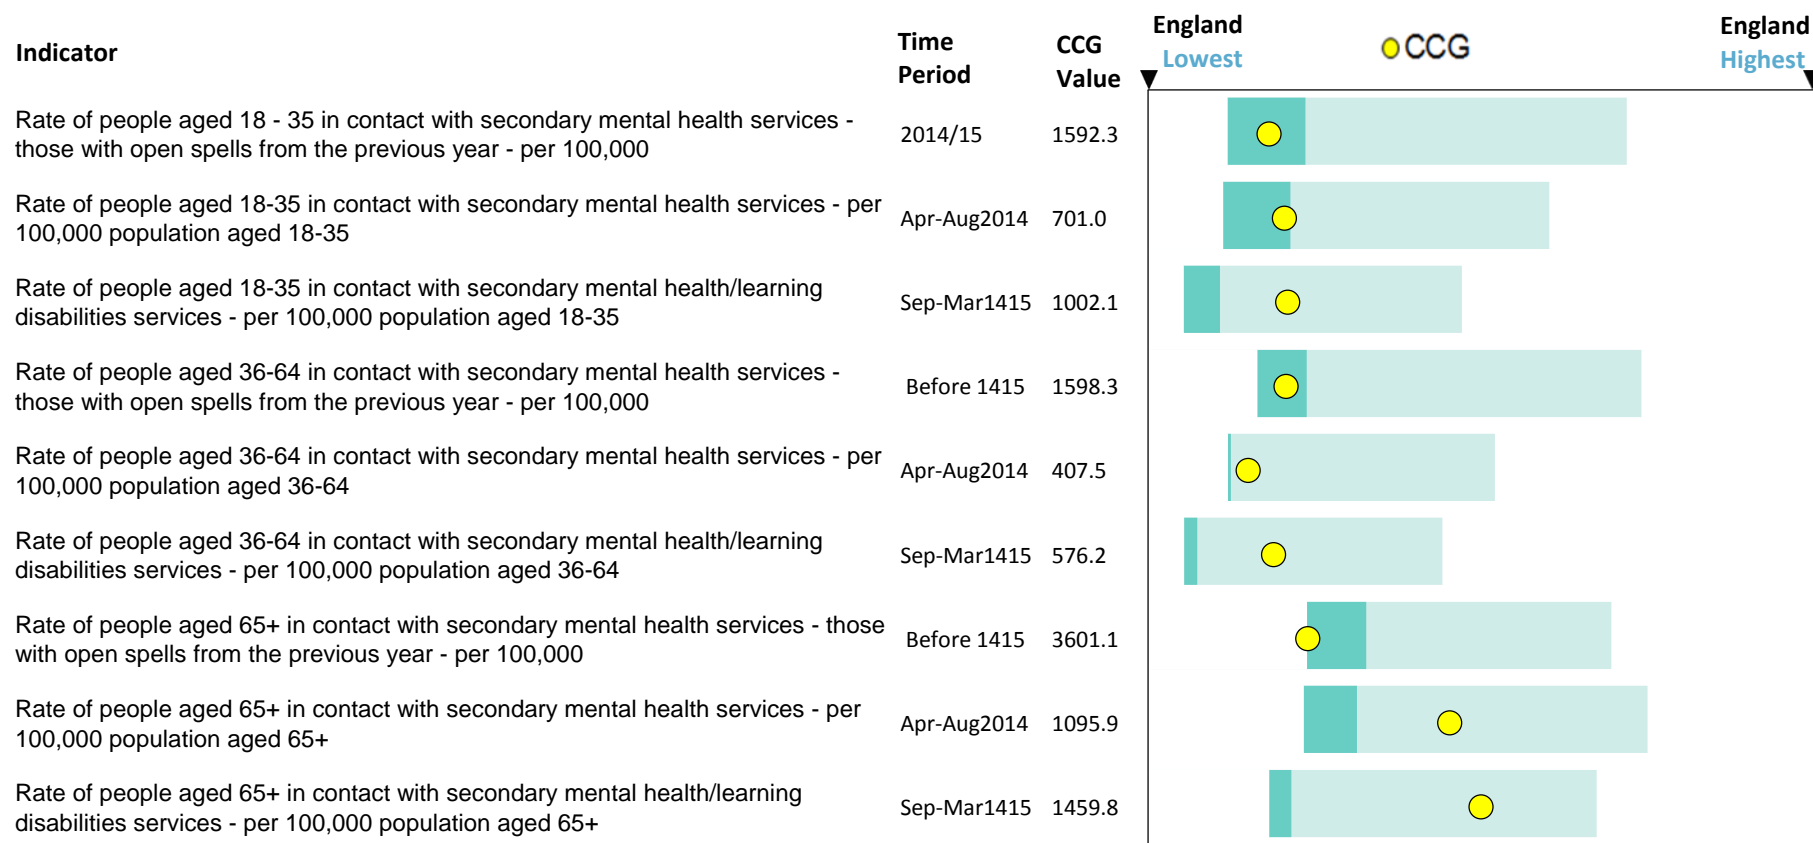 Indicator
Time
Period
CCG
Value
England
Lowest
CCG
England
Highest
Rate of people aged 18 - 35 in contact with secondary mental health services -
those with open spells from the previous year - per 100,000
2014/15
1592.3
Rate of people aged 18-35 in contact with secondary mental health services - per
100,000 population aged 18-35
Apr-Aug2014
701.0
Rate of people aged 18-35 in contact with secondary mental health/learning
disabilities services - per 100,000 population aged 18-35
Sep-Mar1415
1002.1
Rate of people aged 36-64 in contact with secondary mental health services -
those with open spells from the previous year - per 100,000
Before 1415
1598.3
Rate of people aged 36-64 in contact with secondary mental health services - per
100,000 population aged 36-64
Apr-Aug2014
407.5
Rate of people aged 36-64 in contact with secondary mental health/learning
disabilities services - per 100,000 population aged 36-64
Sep-Mar1415
576.2
Rate of people aged 65+ in contact with secondary mental health services - those
with open spells from the previous year - per 100,000
Before 1415
3601.1
Rate of people aged 65+ in contact with secondary mental health services - per
100,000 population aged 65+
Apr-Aug2014
1095.9
Rate of people aged 65+ in contact with secondary mental health/learning
disabilities services - per 100,000 population aged 65+
Sep-Mar1415
1459.8